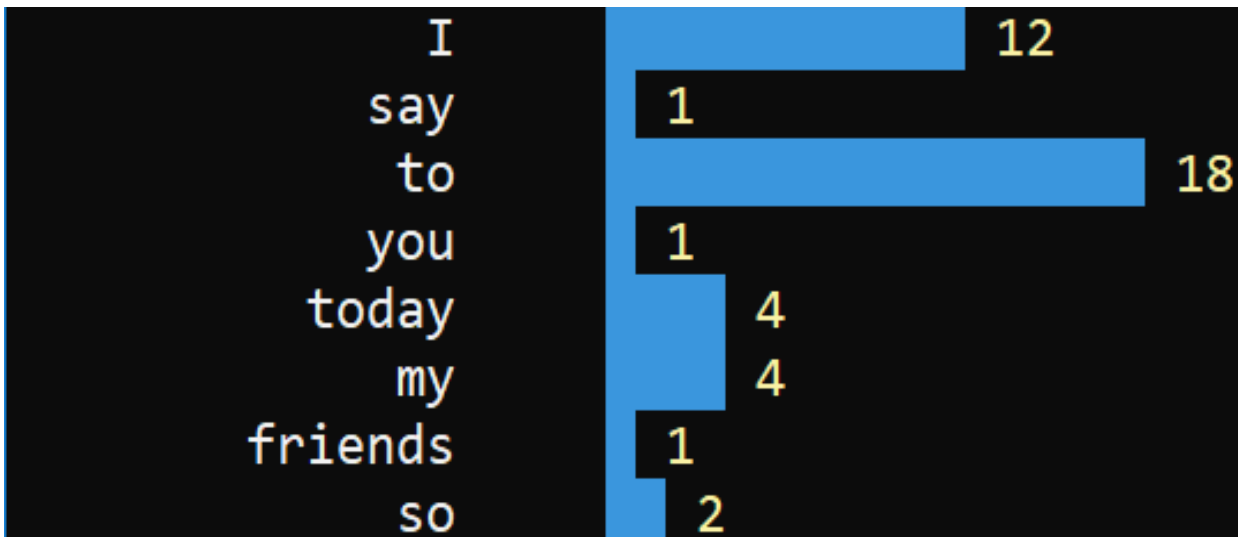 I 12
say 1
to 18
you 1
today 4
my 4
friends 1
so 2